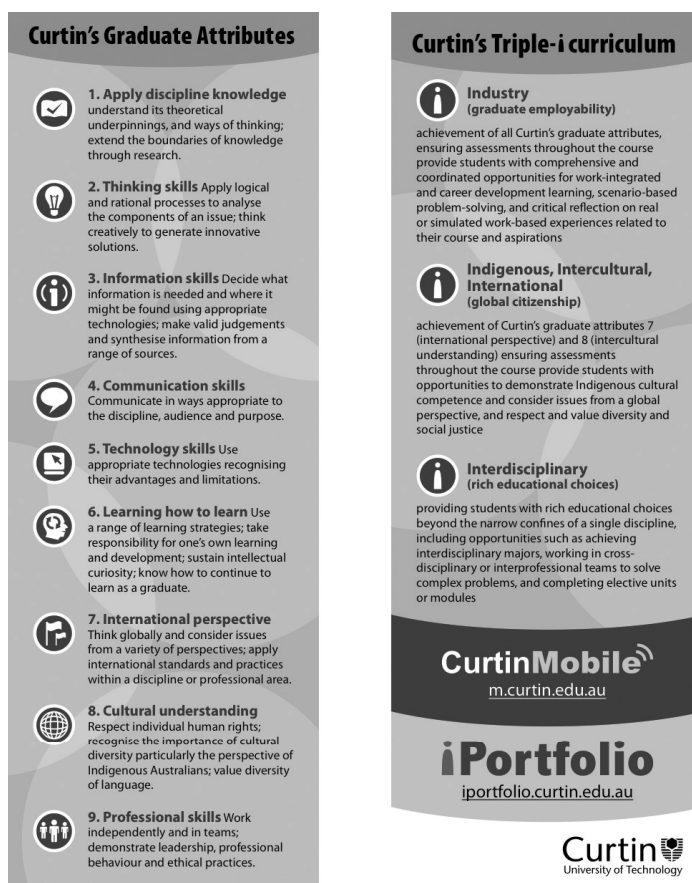 Curtin's Graduate Attributes
1. Apply discipline knowledge
understand its theoretical
underpinnings, and ways of thinking;
extend the boundaries of knowledge
through research.
2. Thinking skills Apply logical
and rational processes to analyse
the components of an issue; think
creatively to generate innovative
solutions.
3. Information skills Decide what
information is needed and where it
might be found using appropriate
technologies; make valid judgements
and synthesise information from a
range of sources.
4. Communication skills
Communicate in ways appropriate to
the discipline, audience and purpose.
5. Technology skills Use
appropriate technologies recognising
their advantages and limitations.
6. Learning how to learn Use
a range of learning strategies; take
responsibility for one's own learning
and development; sustain intellectual
curiosity; know how to continue to
learn as a graduate.
7. International perspective
Think globally and consider issues
from a variety of perspectives; apply
international standards and practices
within a discipline or professional area.
8. Cultural understanding
Respect individual human rights;
recognise the importance of cultural
diversity particularly the perspective of
Indigenous Australians; value diversity
of language.
9. Professional skills Work
independently and in teams;
demonstrate leadership, professional
behaviour and ethical practices.
Curtin's Triple-i curriculum
i
Industry
(graduate employability)
achievement of all Curtin's graduate attributes,
ensuring assessments throughout the course
provide students with comprehensive and
coordinated opportunities for work-integrated
and career development learning, scenario-based
problem-solving, and critical reflection on real
or simulated work-based experiences related to
their course and aspirations
i
Indigenous, Intercultural,
International
(global citizenship)
achievement of Curtin's graduate attributes 7
(international perspective) and 8 (intercultural
understanding) ensuring assessments
throughout the course provide students with
opportunities to demonstrate Indigenous cultural
competence and consider issues from a global
perspective, and respect and value diversity and
social justice
i
Interdisciplinary
(rich educational choices)
providing students with rich educational choices
beyond the narrow confines of a single discipline,
including opportunities such as achieving
interdisciplinary majors, working in cross-
disciplinary or interprofessional teams to solve
complex problems, and completing elective units
or modules
CurtinMobile
m.curtin.edu.au
iPortfolio
iportfolio.curtin.edu.au
Curtin
University of Technology